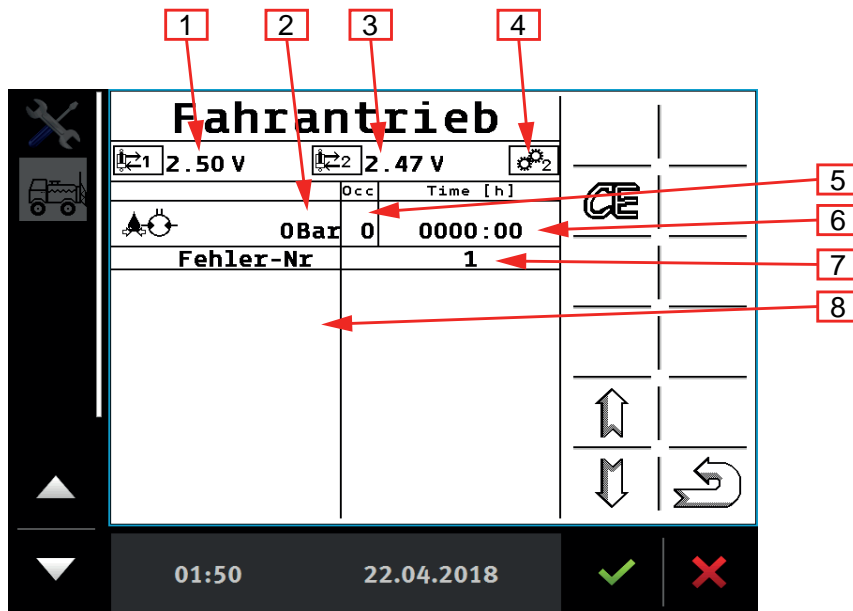 1 2 3 4
Fahrantrieb
1 2.50 V 2 2.47 V 2
Occ Time [h]
5
CE
0Bar 0 0000:00
6
Fehler-Nr 1
7
8
01:50 22.04.2018